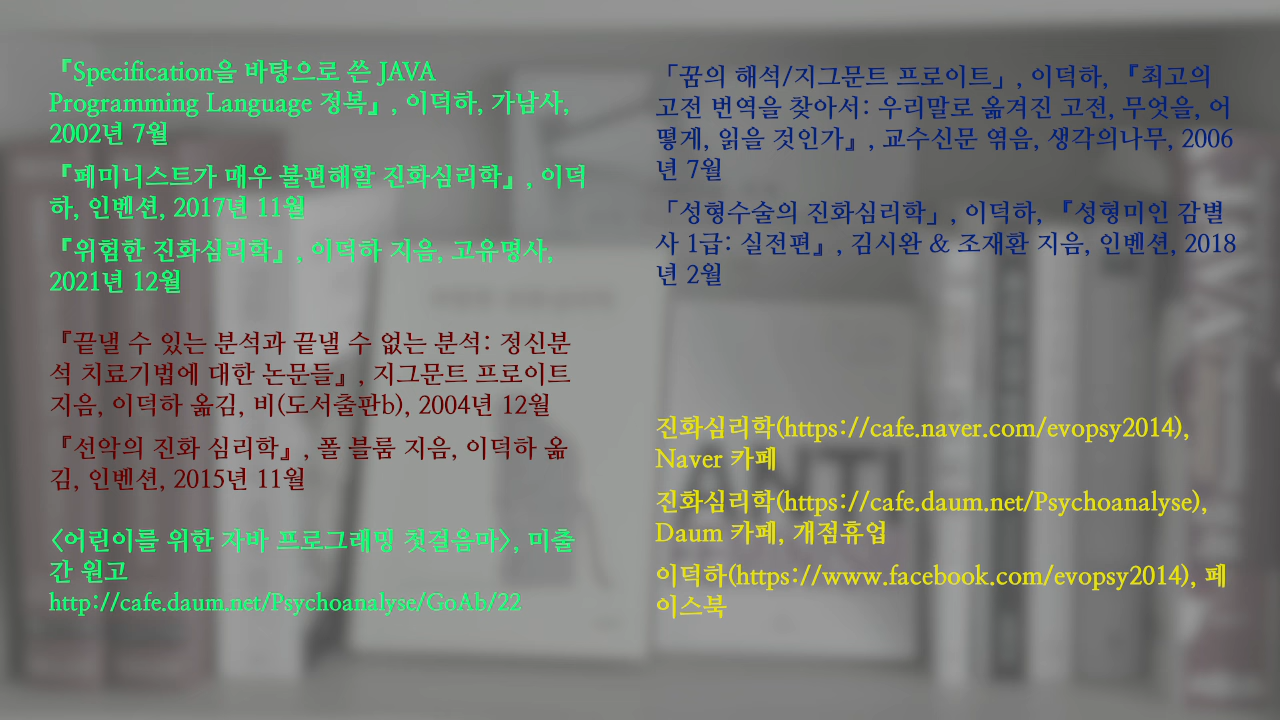 『Specification을 바탕으로 쓴 JAVA
Programming Language 정복』, 이덕하, 가남사,
2002년 7월
『페미니스트가 매우 불편해할 진화심리학』, 이덕
하, 인벤션, 2017년 11월
『위험한 진화심리학』, 이덕하 지음, 고유명사,
2021년 12월
『끝낼 수 있는 분석과 끝낼 수 없는 분석: 정신분
석 치료기법에 대한 논문들』, 지그문트 프로이트
지음, 이덕하 옮김, 비(도서출판b), 2004년 12월
『선악의 진화 심리학』, 폴 블룸 지음, 이덕하 옮
김, 인벤션, 2015년 11월
<어린이를 위한 자바 프로그래밍 첫걸음마>, 미출
간 원고
http://cafe.daum.net/Psychoanalyse/GoAb/22
「꿈의 해석/지그문트 프로이트」, 이덕하, 『최고의
고전 번역을 찾아서: 우리말로 옮겨진 고전, 무엇을, 어
떻게, 읽을 것인가』, 교수신문 엮음, 생각의나무, 2006
년 7월
「성형수술의 진화심리학」, 이덕하, 『성형미인 감별
사 1급: 실전편』, 김시완 & 조재환 지음, 인벤션, 2018
년 2월
진화심리학(https://cafe.naver.com/evopsy2014),
Naver 카페
진화심리학(https://cafe.daum.net/Psychoanalyse),
Daum 카페, 개점휴업
이덕하(https://www.facebook.com/evopsy2014), 페
이스북